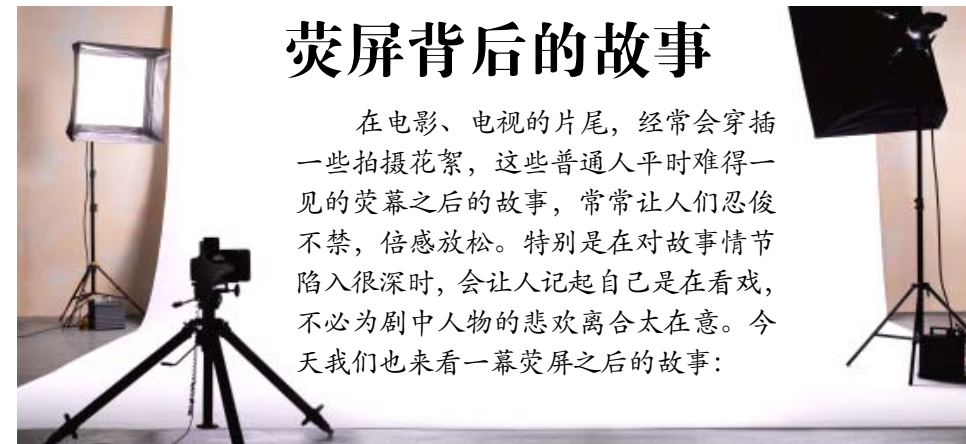 荧屏背后的故事
在电影、电视的片尾，经常会穿插
一些拍摄花絮，这些普通人平时难得一
见的荧幕之后的故事，常常让人们忍俊
不禁，倍感放松。特别是在对故事情节
陷入很深时，会让人记起自己是在看戏，
不必为剧中人物的悲欢离合太在意。今
天我们也来看一幕荧屏之后的故事：